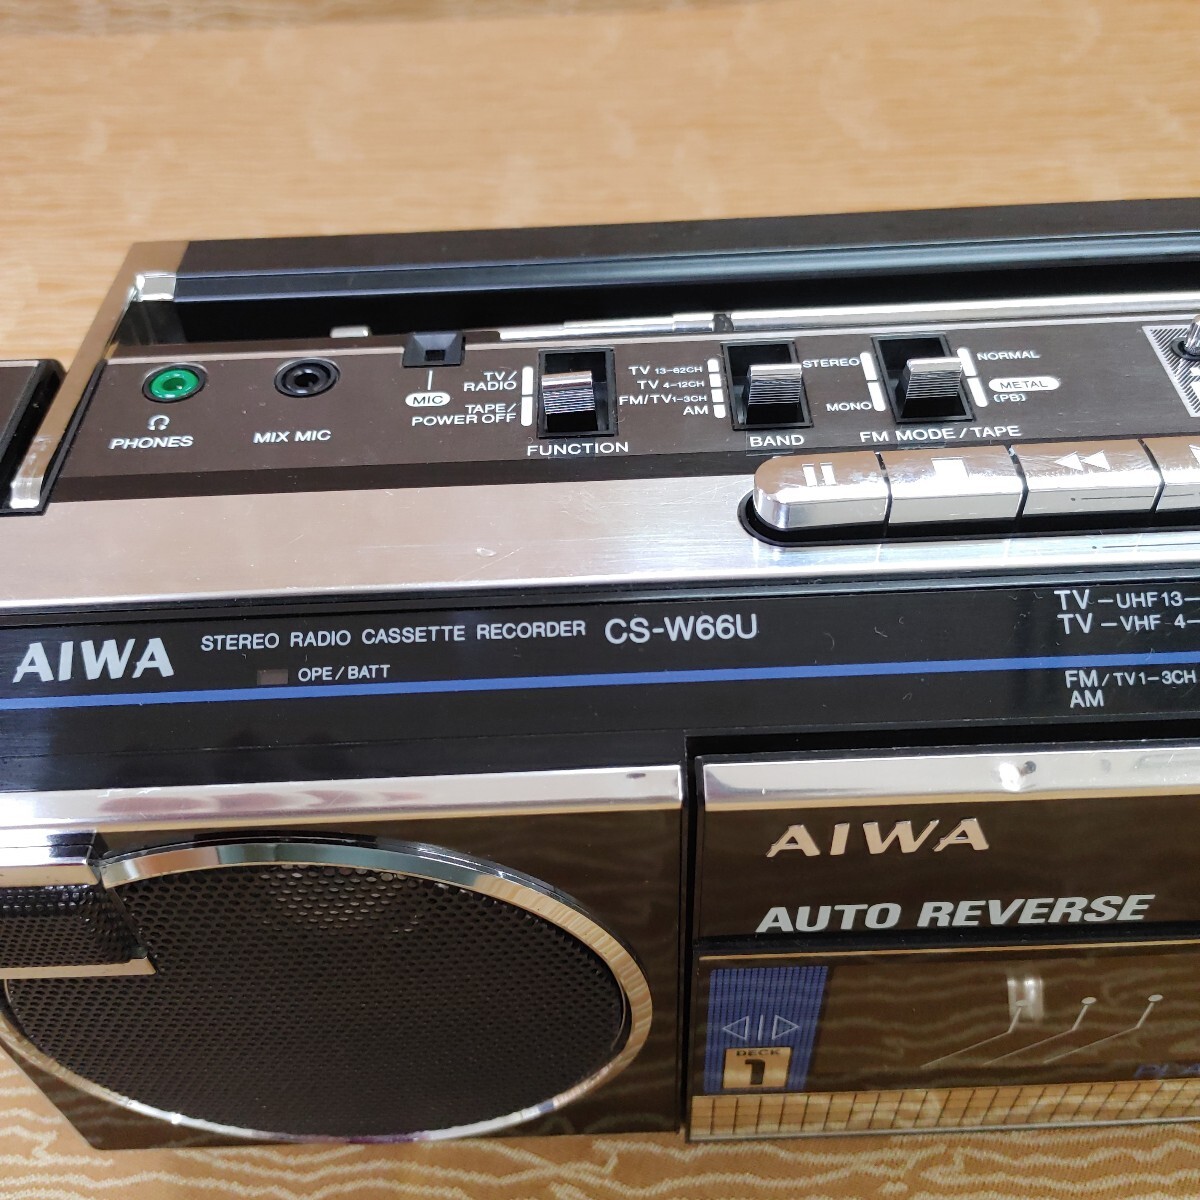 TV/
RADIO
TAPE/
POWER OFF
MIC
PHONES
MIX MIC
FUNCTION
TV 13-62CH
TV 4-12CH
FM/TV1-3CH
AM
BAND
STEREO
MONO
NORMAL
METAL
(PB)
FM MODE/TAPE
AIWA STEREO RADIO CASSETTE RECORDER CS-W66U
OPE/BATT
TV-UHF 13-
TV-VHF 4-
FM/TV1-3CH
AM
AIWA
AUTO REVERSE
DECK
1